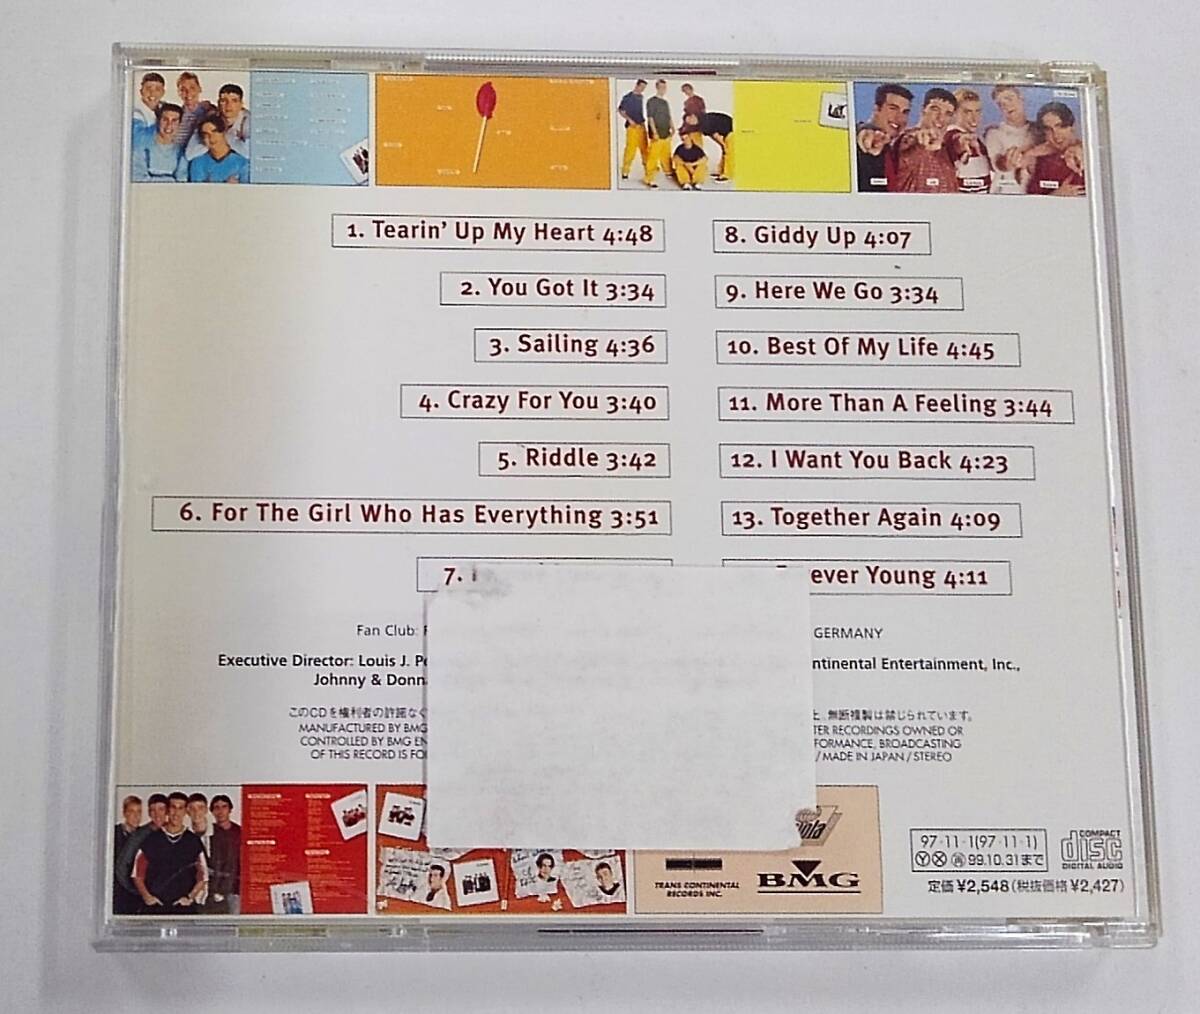 1. Tearin' Up My Heart 4:48
2. You Got It 3:34
3. Sailing 4:36
4. Crazy For You 3:40
5. Riddle 3:42
6. For The Girl Who Has Everything 3:51
7.
8. Giddy Up 4:07
9. Here We Go 3:34
10. Best Of My Life 4:45
11. More Than A Feeling 3:44
12. I Want You Back 4:23
13. Together Again 4:09
Young 4:11
Fan Club:
GERMANY
Executive Director: Louis J.
Entertainment, Inc.,
Johnny &
このCDを権利者の許諾なく
無断複製は禁じられています。
MANUFACTURED BY BMG
RECORDINGS OWNED OR
CONTROLLED BY BMG
BROADCASTING
OF THIS RECORD IS
/ MADE IN JAPAN / STEREO
TRANS CONTINENTAL
RECORDS INC.
BMG
97·11·1(97·11·1)
99.10.31まで
COMPACT
disc
DIGITAL AUDIO
定価¥2,548(税抜価格¥2,427)